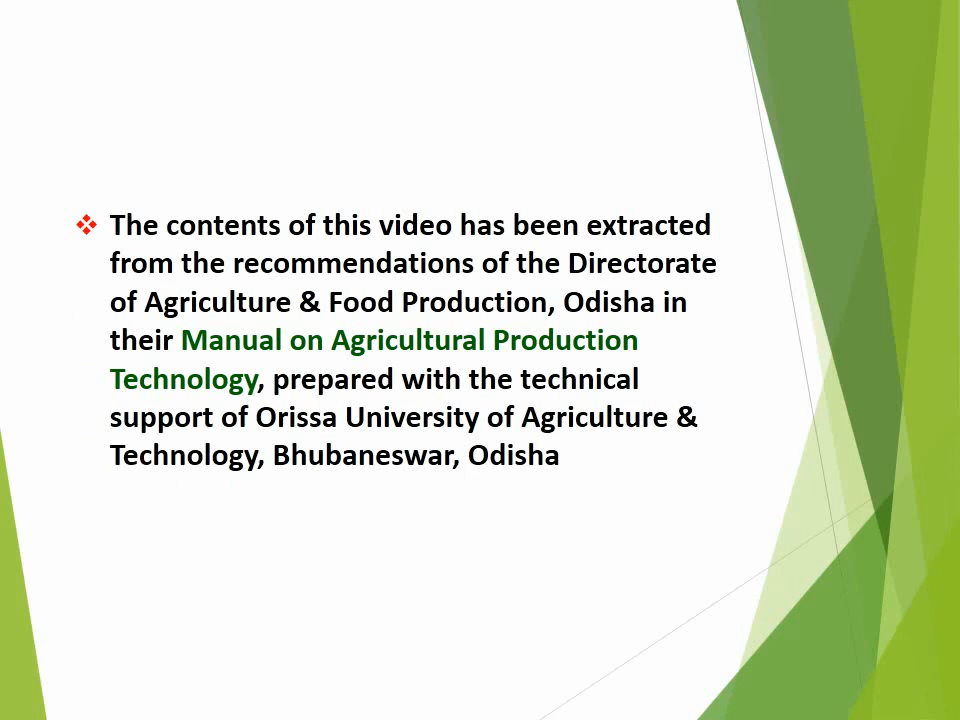 The contents of this video has been extracted
from the recommendations of the Directorate
of Agriculture & Food Production, Odisha in
their Manual on Agricultural Production
Technology, prepared with the technical
support of Orissa University of Agriculture &
Technology, Bhubaneswar, Odisha